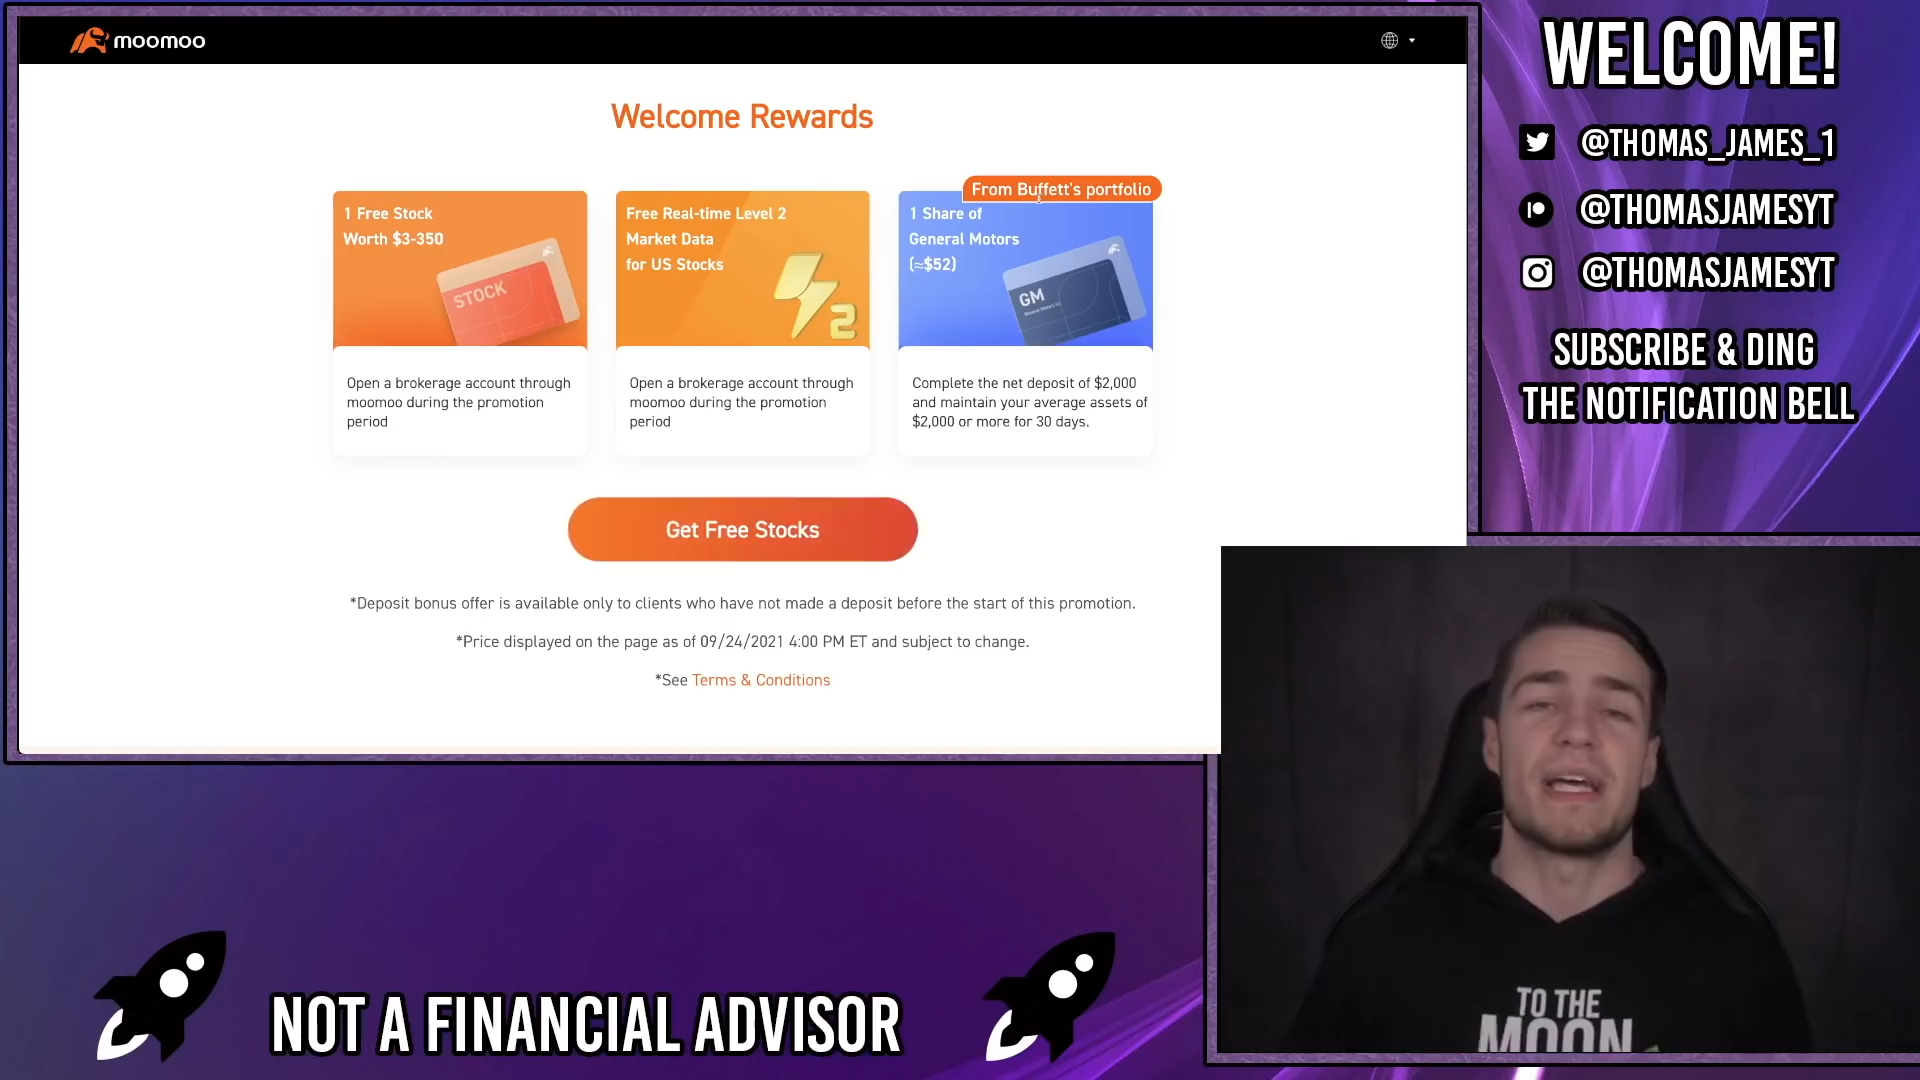 moomoo
Welcome Rewards
1 Free Stock
Worth $3-350
STOCK
Open a brokerage account through
moomoo during the promotion
period
Free Real-time Level 2
Market Data
for US Stocks
2
Open a brokerage account through
moomoo during the promotion
period
From Buffett's portfolio
1 Share of
General Motors
(≈$52)
GM
Complete the net deposit of $2,000
and maintain your average assets of
$2,000 or more for 30 days.
Get Free Stocks
*Deposit bonus offer is available only to clients who have not made a deposit before the start of this promotion.
*Price displayed on the page as of 09/24/2021 4:00 PM ET and subject to change.
*See Terms & Conditions
WELCOME!
@THOMAS_JAMES_1
@THOMASJAMESYT
@THOMASJAMESYT
SUBSCRIBE & DING
THE NOTIFICATION BELL
NOT A FINANCIAL ADVISOR
TO THE
MOON